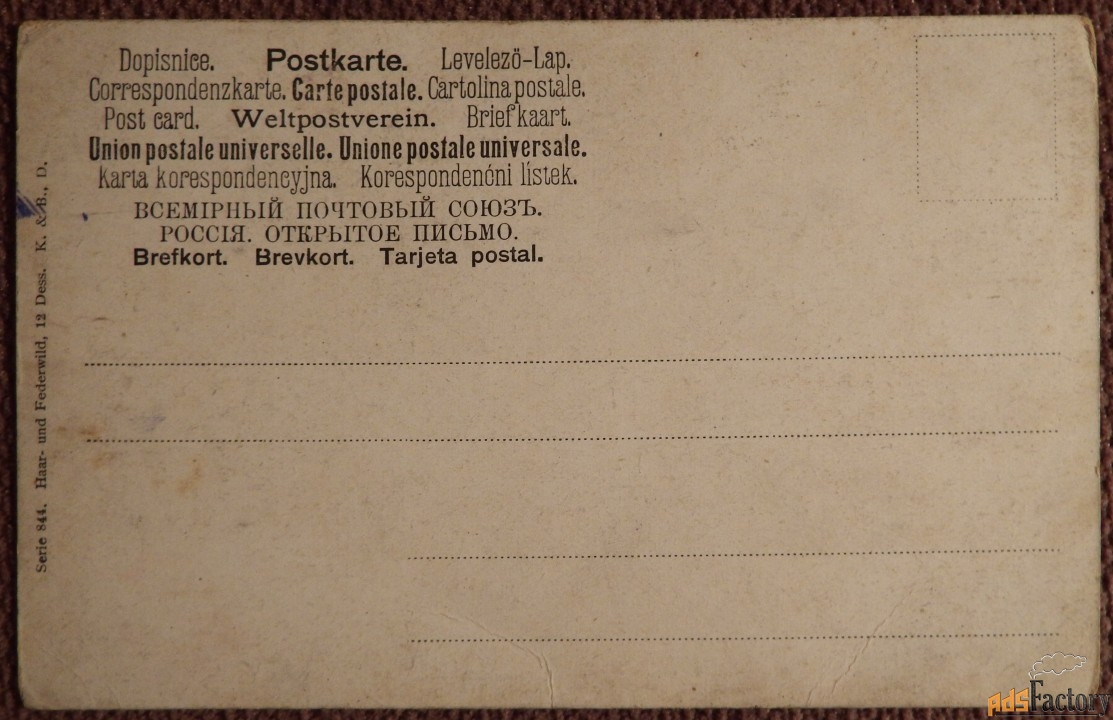 Dopisnice. Postkarte. Levelezö-Lap.
Correspondenzkarte. Carte postale. Cartolina postale.
Post card. Weltpostverein. Briefkaart.
Union postale universelle. Unione postale universale.
Karta korespondencyjna. Korespondenčni lístek.
ВСЕМІРНЫЙ ПОЧТОВЫЙ СОЮЗЪ.
РОССІЯ. ОТКРЫТОЕ ПИСЬМО.
Brefkort. Brevkort. Tarjeta postal.
Serie 844. Haar- und Federwild, 12 Dess. K. & B., D.
AdsFactory